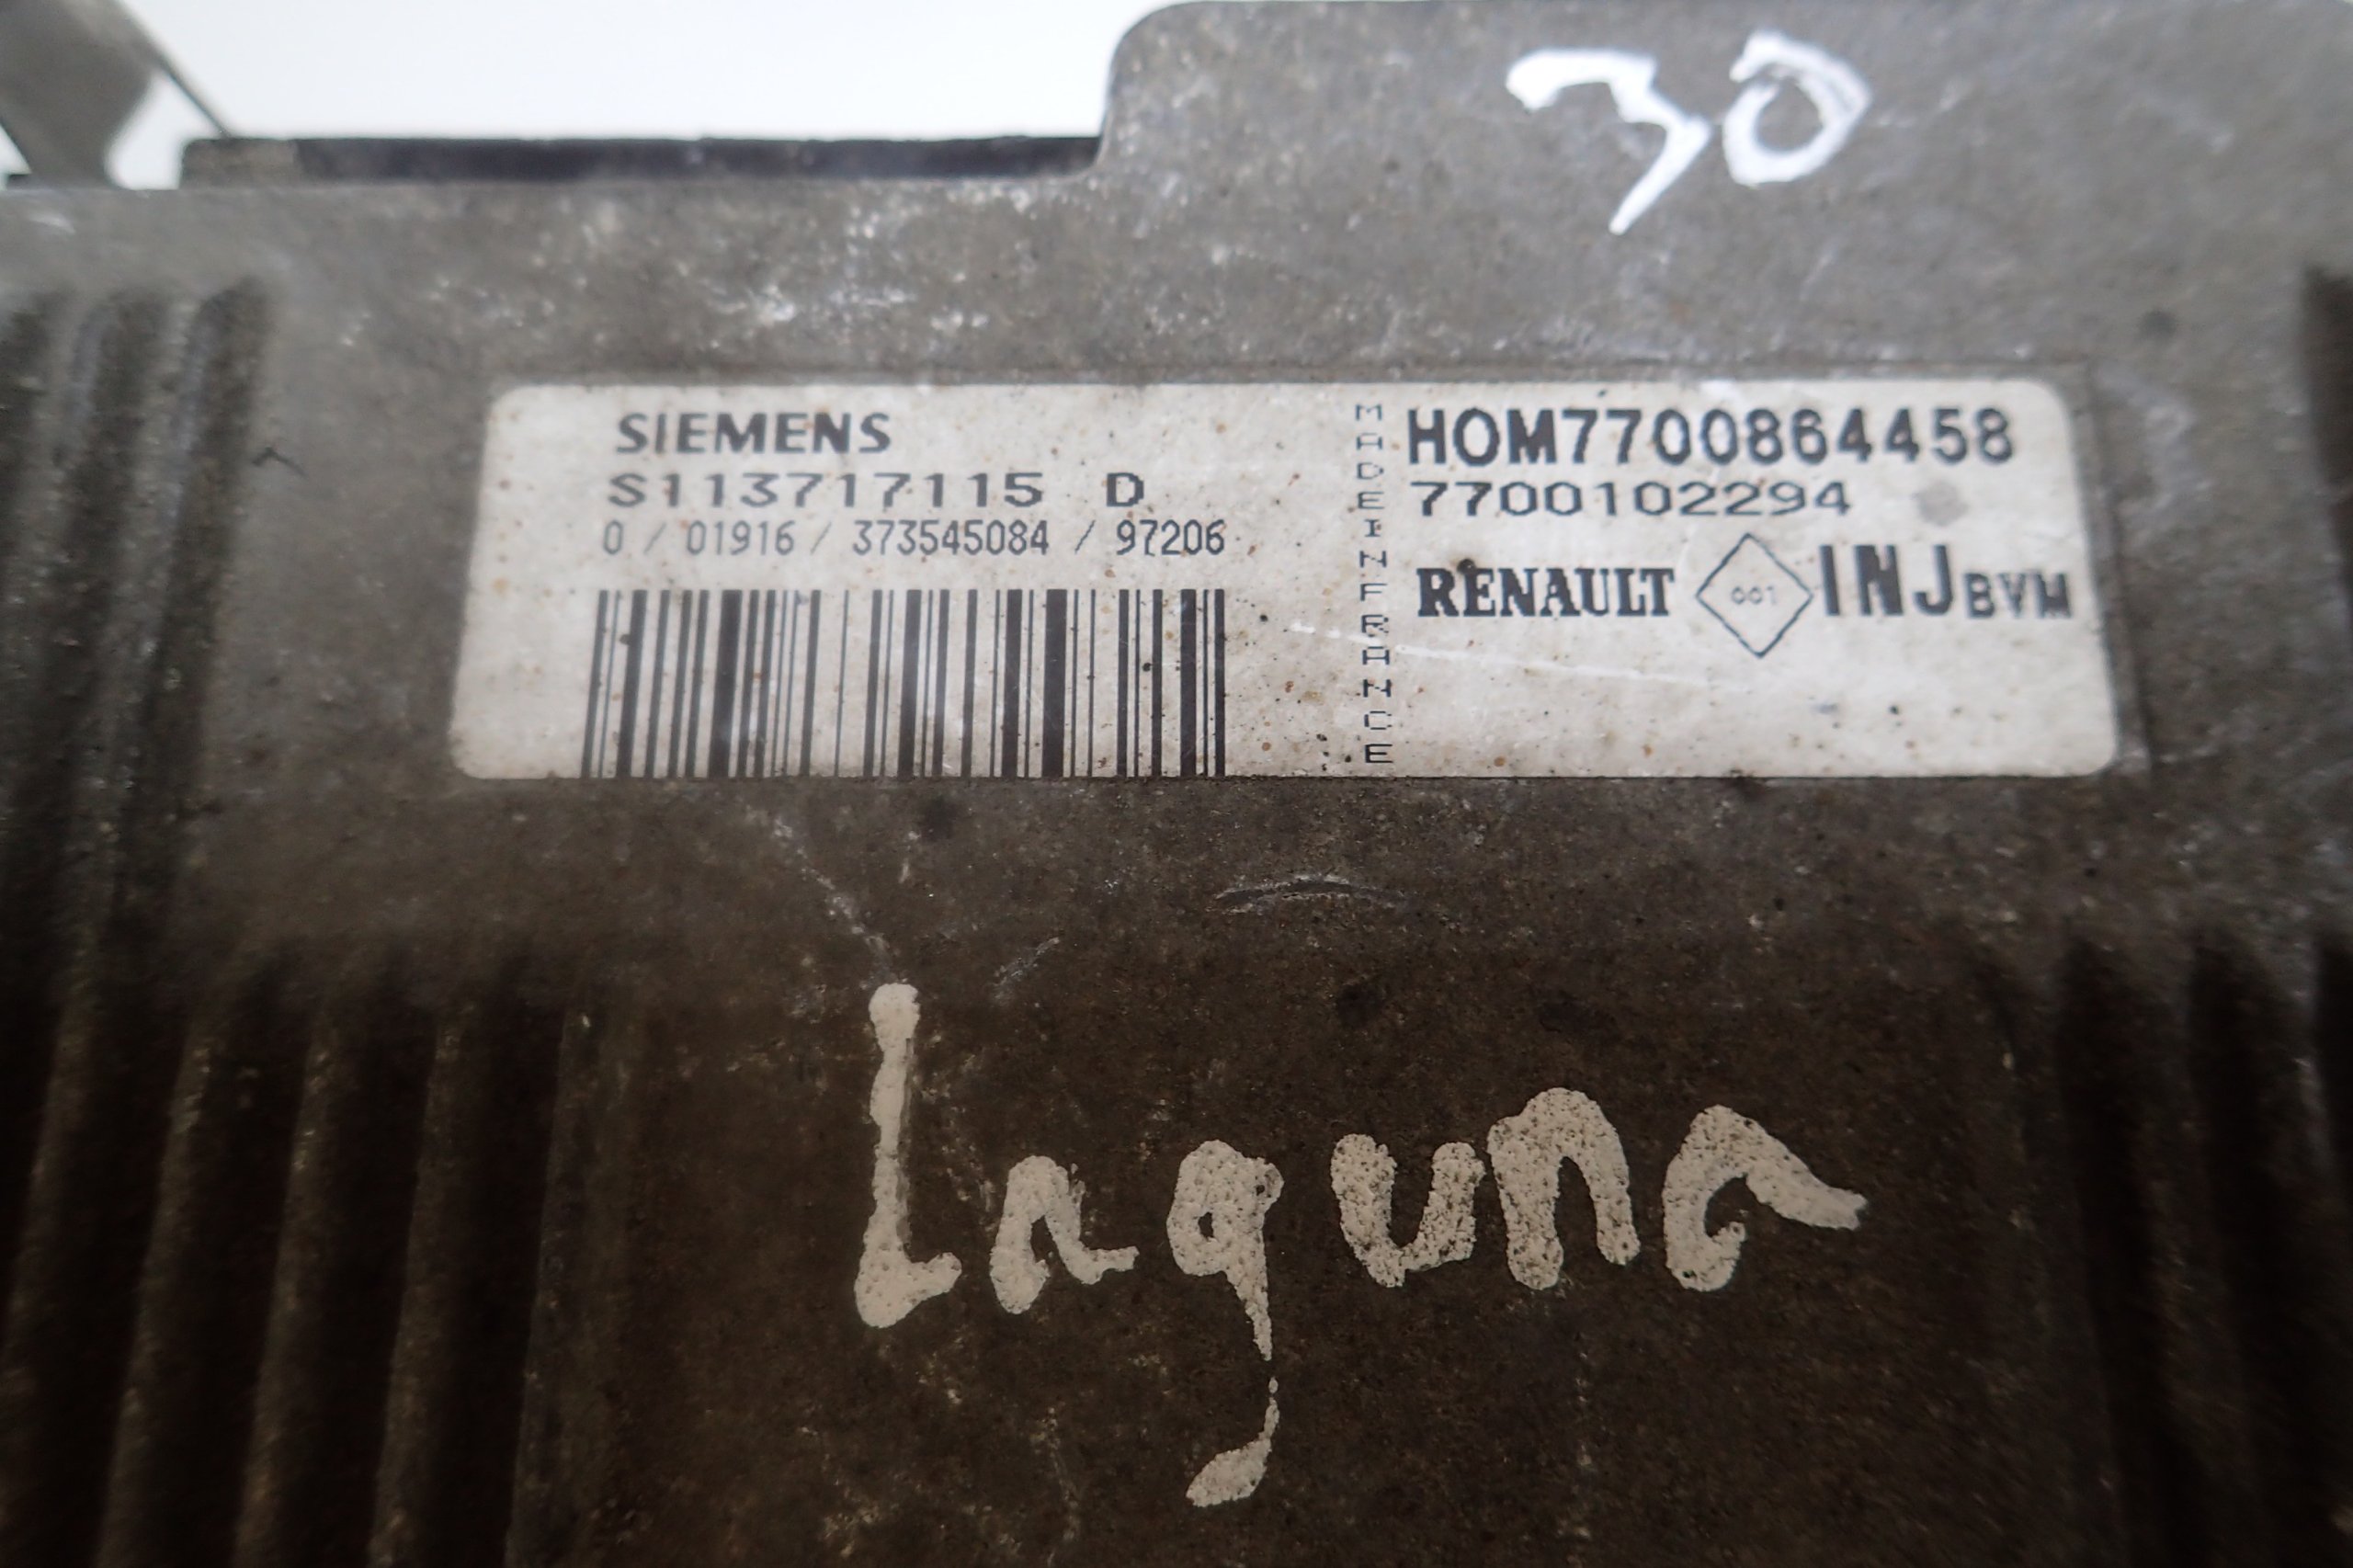 30
SIEMENS
S113717115 D
0 / 01916 / 373545084 / 97206
MADE IN FRANCE
HOM7700864458
7700102294
RENAULT 001 INJ BVM
Laguna